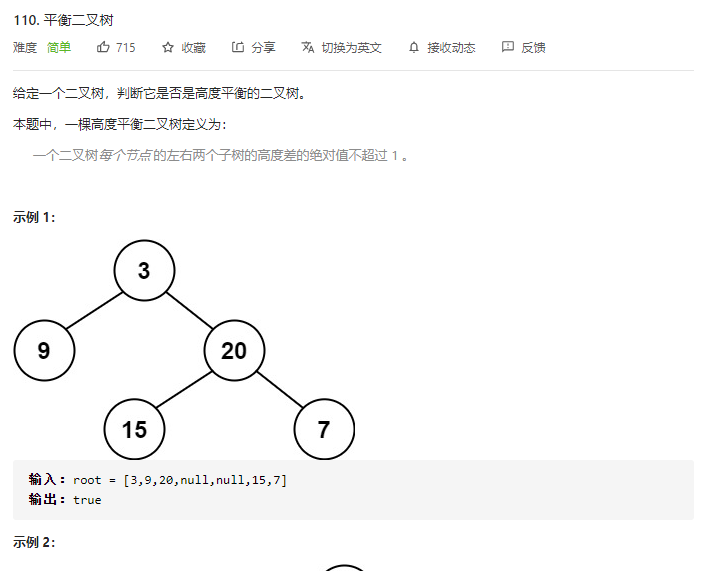 110. 平衡二叉树
难度 简单 715 收藏 分享 切换为英文 接收动态 反馈
给定一个二叉树，判断它是否是高度平衡的二叉树。
本题中，一棵高度平衡二叉树定义为：
一个二叉树每个节点 的左右两个子树的高度差的绝对值不超过 1 。
示例 1：
3
9 20
15 7
输入：root = [3,9,20,null,null,15,7]
输出：true
示例 2：